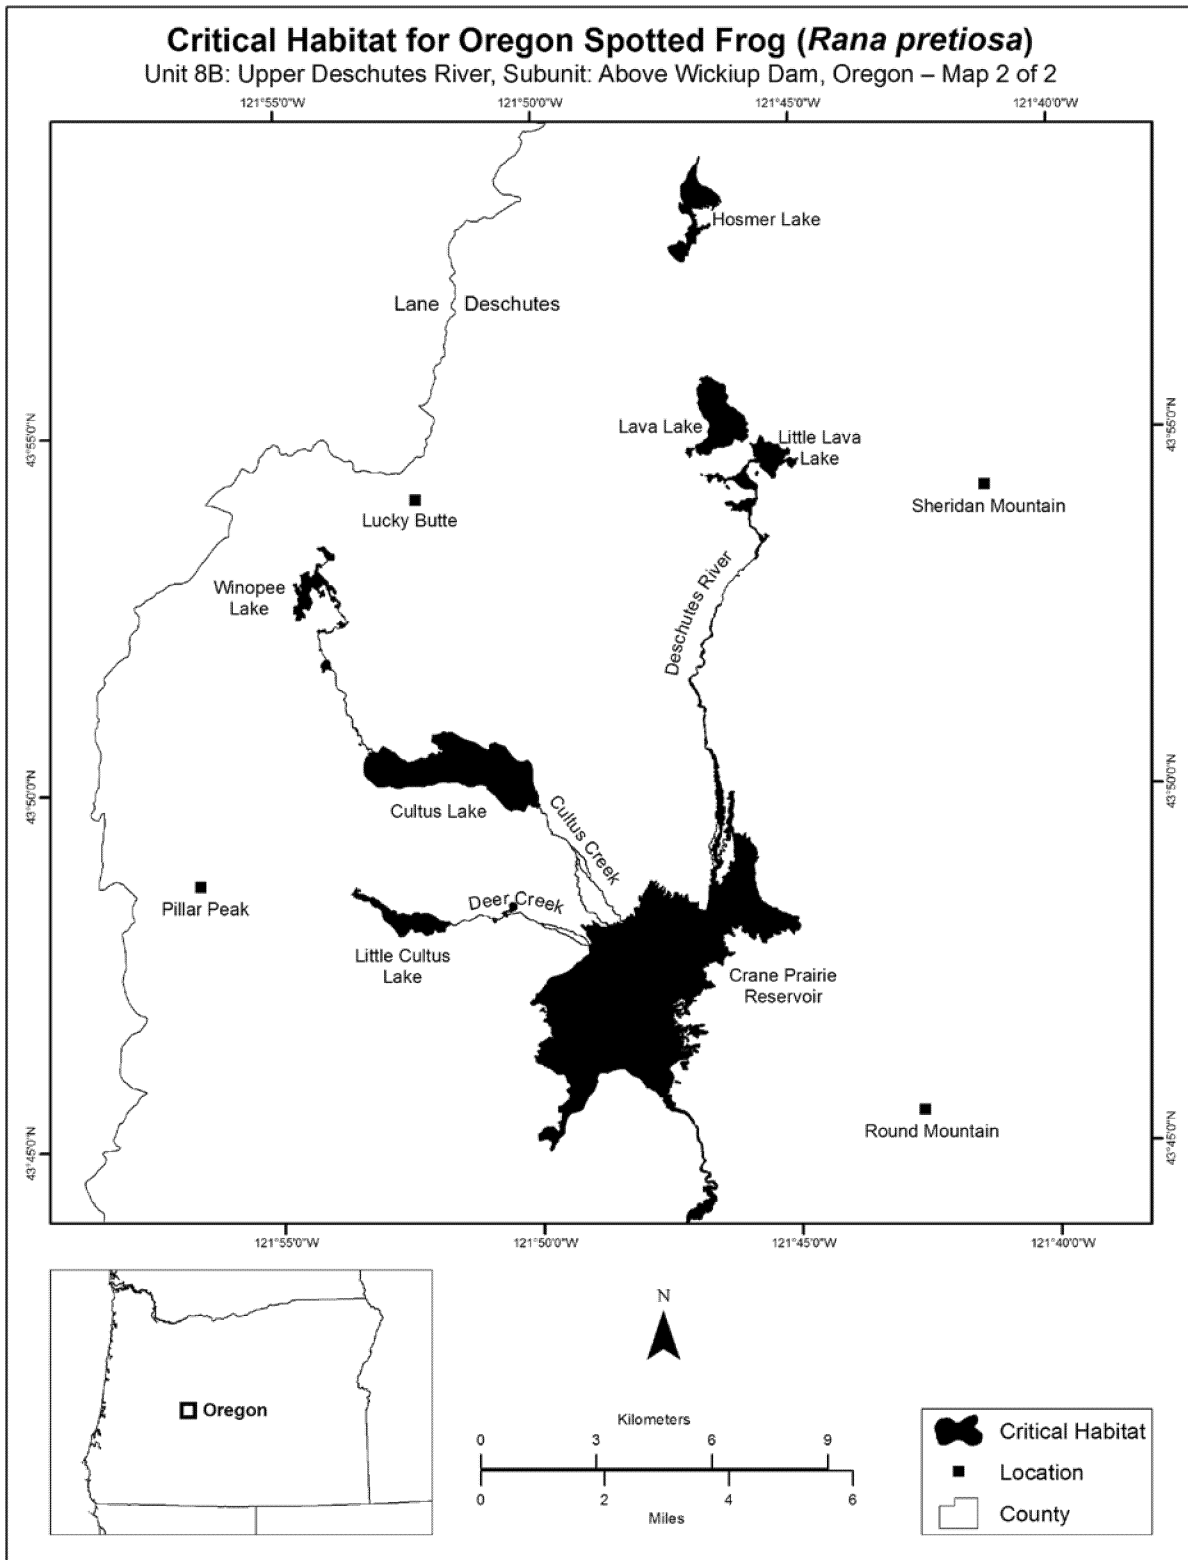 Critical Habitat for Oregon Spotted Frog (Rana pretiosa)
Unit 8B: Upper Deschutes River, Subunit: Above Wickiup Dam, Oregon – Map 2 of 2
121°55'0"W
121°50'0"W
121°45'0"W
121°40'0"W
Hosmer Lake
Lane
Deschutes
43°55'0"N
43°55'0"N
Lava Lake
Little Lava
Lake
Lucky Butte
Sheridan Mountain
Winopee
Lake
Deschutes River
43°50'0"N
43°50'0"N
Cultus Lake
Cultus Creek
Pillar Peak
Deer Creek
Little Cultus
Lake
Crane Prairie
Reservoir
Round Mountain
43°45'0"N
43°45'0"N
121°55'0"W
121°50'0"W
121°45'0"W
121°40'0"W
Oregon
N
Kilometers
0 3 6 9
0 2 4 6
Miles
Critical Habitat
Location
County